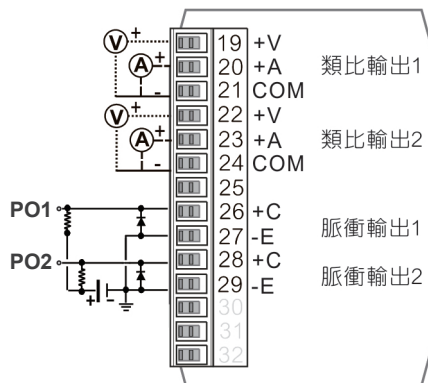 V + 19 +V
A + 20 +A 類比輸出1
- 21 COM
V + 22 +V
A + 23 +A 類比輸出2
- 24 COM
25
PO1 26 +C
27 -E 脈衝輸出1
PO2 28 +C
+ - 29 -E 脈衝輸出2
30
31
32